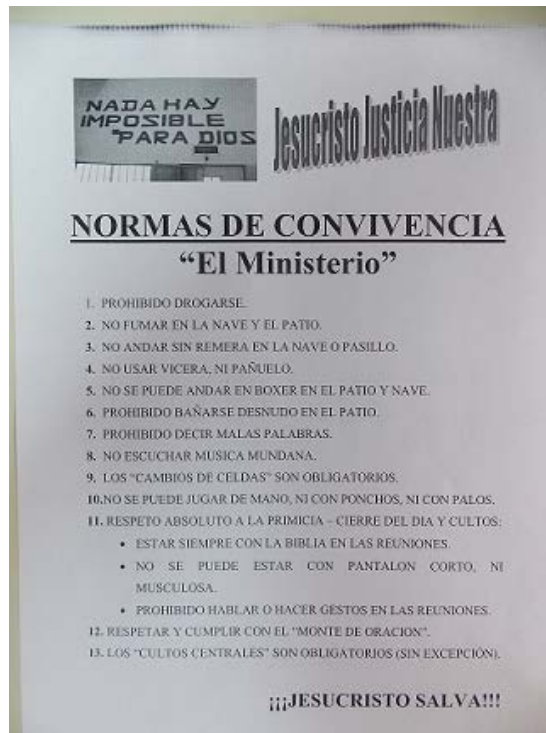 NADA HAY
IMPOSIBLE
PARA DIOS
Jesucristo Justicia Nuestra
NORMAS DE CONVIVENCIA
“El Ministerio”
1. PROHIBIDO DROGARSE.
2. NO FUMAR EN LA NAVE Y EL PATIO.
3. NO ANDAR SIN REMERA EN LA NAVE O PASILLO.
4. NO USAR VICERA, NI PAÑUELO.
5. NO SE PUEDE ANDAR EN BOXER EN EL PATIO Y NAVE.
6. PROHIBIDO BAÑARSE DESNUDO EN EL PATIO.
7. PROHIBIDO DECIR MALAS PALABRAS.
8. NO ESCUCHAR MUSICA MUNDANA.
9. LOS “CAMBIOS DE CELDAS” SON OBLIGATORIOS.
10.NO SE PUEDE JUGAR DE MANO, NI CON PONCHOS, NI CON PALOS.
11. RESPETO ABSOLUTO A LA PRIMICIA – CIERRE DEL DIA Y CULTOS:
• ESTAR SIEMPRE CON LA BIBLIA EN LAS REUNIONES.
• NO SE PUEDE ESTAR CON PANTALON CORTO, NI
MUSCULOSA.
• PROHIBIDO HABLAR O HACER GESTOS EN LAS REUNIONES.
12. RESPETAR Y CUMPLIR CON EL “MONTE DE ORACION”.
13. LOS “CULTOS CENTRALES” SON OBLIGATORIOS (SIN EXCEPCIÓN).
¡¡¡JESUCRISTO SALVA!!!